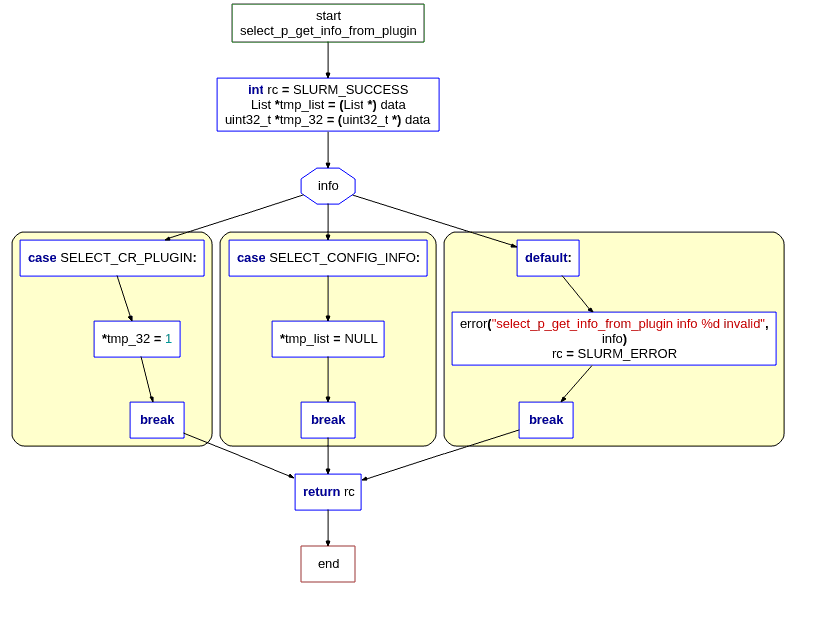 start
select_p_get_info_from_plugin
int rc = SLURM_SUCCESS
List *tmp_list = (List *) data
uint32_t *tmp_32 = (uint32_t *) data
info
case SELECT_CR_PLUGIN:
case SELECT_CONFIG_INFO:
default:
*tmp_32 = 1
*tmp_list = NULL
error("select_p_get_info_from_plugin info %d invalid",
info)
rc = SLURM_ERROR
break
break
break
return rc
end